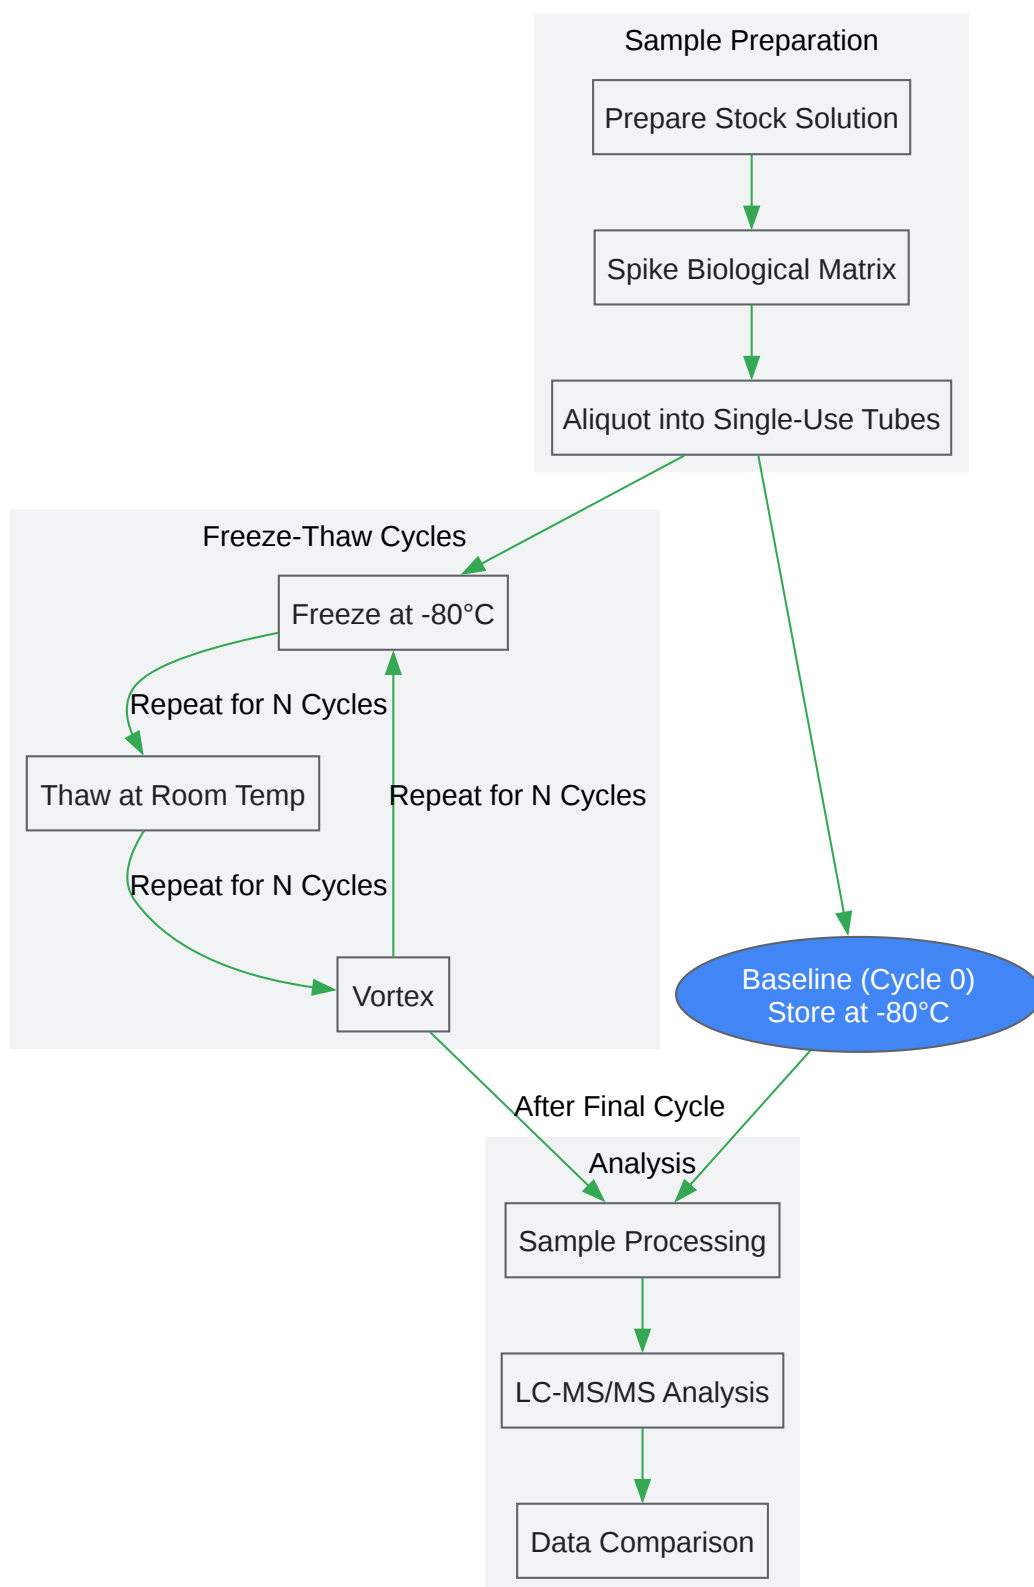 Sample Preparation
Prepare Stock Solution
Spike Biological Matrix
Aliquot into Single-Use Tubes
Freeze-Thaw Cycles
Freeze at -80°C
Repeat for N Cycles
Thaw at Room Temp
Repeat for N Cycles
Repeat for N Cycles
Vortex
Baseline (Cycle 0)
Store at -80°C
After Final Cycle
Analysis
Sample Processing
LC-MS/MS Analysis
Data Comparison